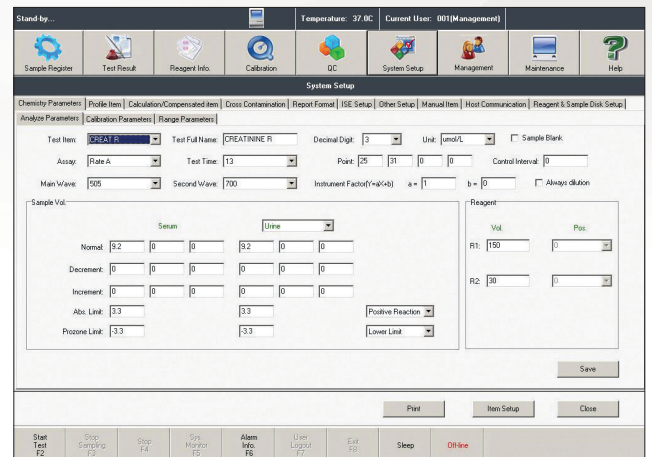 Stand-by... Temperature: 37.0C Current User: 001(Management)
Sample Register Test Result Reagent Info. Calibration QC System Setup Management Maintenance Help
System Setup
Chemistry Parameters Profile Item Calculation/Compensated item Cross Contamination Report Format ISE Setup Other Setup Manual Item Host Communication Reagent & Sample Disk Setup
Analyze Parameters Calibration Parameters Range Parameters
Test Item: CREAT R Test Full Name: CREATININE R Decimal Digit: 3 Unit: umol/L Sample Blank
Assay: Rate A Test Time: 13 Point: 25 31 0 0 Control Interval: 0
Main Wave: 505 Second Wave: 700 Instrument Factor(Y=aX+b) a = 1 b = 0 Always dilution
Sample Vol. Reagent
Serum Urine Vol. Pos.
Normal: 9.2 0 0 9.2 0 0 R1: 150 0
Decrement: 0 0 0 0 0 0
Increment: 0 0 0 0 0 0 R2: 30 0
Abs. Limit: 3.3 3.3 Positive Reaction
Prozone Limit: -3.3 -3.3 Lower Limit
Save
Print Item Setup Close
Start Test F2 Stop Sampling F3 Stop F4 Sys. Monitor F5 Alarm Info. F6 User Logout F7 Exit F8 Sleep Off-line